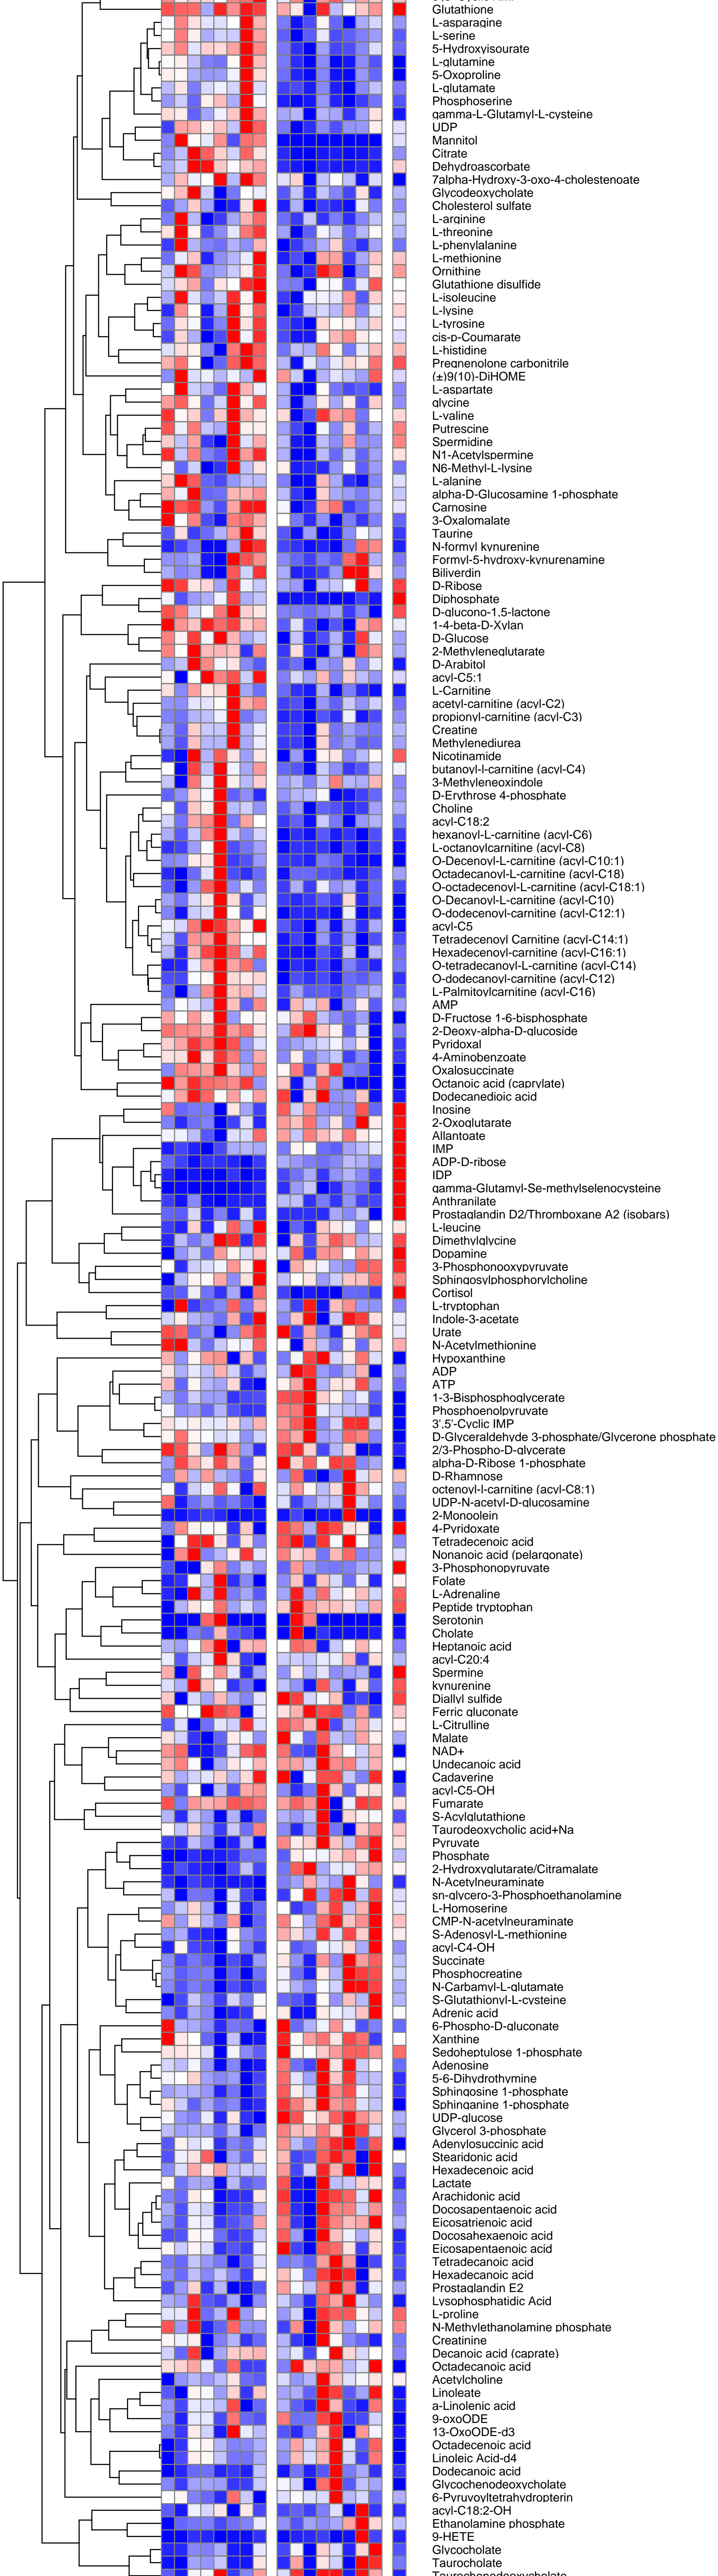 Glutathione
L-asparagine
L-serine
5-Hydroxyisourate
L-glutamine
5-Oxoproline
L-glutamate
Phosphoserine
gamma-L-Glutamyl-L-cysteine
UDP
Mannitol
Citrate
Dehydroascorbate
7alpha-Hydroxy-3-oxo-4-cholestenoate
Glycodeoxycholate
Cholesterol sulfate
L-arginine
L-threonine
L-phenylalanine
L-methionine
Ornithine
Glutathione disulfide
L-isoleucine
L-lysine
L-tyrosine
cis-p-Coumarate
L-histidine
Pregnenolone carbonitrile
(±)9(10)-DiHOME
L-aspartate
glycine
L-valine
Putrescine
Spermidine
N1-Acetylspermine
N6-Methyl-L-lysine
L-alanine
alpha-D-Glucosamine 1-phosphate
Carnosine
3-Oxalomalate
Taurine
N-formyl kynurenine
Formyl-5-hydroxy-kynurenamine
Biliverdin
D-Ribose
Diphosphate
D-glucono-1,5-lactone
1-4-beta-D-Xylan
D-Glucose
2-Methyleneglutarate
D-Arabitol
acyl-C5:1
L-Carnitine
acetyl-carnitine (acyl-C2)
propionyl-carnitine (acyl-C3)
Creatine
Methylenediurea
Nicotinamide
butanoyl-l-carnitine (acyl-C4)
3-Methyleneoxindole
D-Erythrose 4-phosphate
Choline
acyl-C18:2
hexanoyl-L-carnitine (acyl-C6)
L-octanoylcarnitine (acyl-C8)
O-Decenoyl-L-carnitine (acyl-C10:1)
Octadecanoyl-L-carnitine (acyl-C18)
O-octadecenoyl-L-carnitine (acyl-C18:1)
O-Decanoyl-L-carnitine (acyl-C10)
O-dodecenoyl-carnitine (acyl-C12:1)
acyl-C5
Tetradecenoyl Carnitine (acyl-C14:1)
Hexadecenoyl-carnitine (acyl-C16:1)
O-tetradecanoyl-L-carnitine (acyl-C14)
O-dodecanoyl-carnitine (acyl-C12)
L-Palmitoylcarnitine (acyl-C16)
AMP
D-Fructose 1-6-bisphosphate
2-Deoxy-alpha-D-glucoside
Pyridoxal
4-Aminobenzoate
Oxalosuccinate
Octanoic acid (caprylate)
Dodecanedioic acid
Inosine
2-Oxoglutarate
Allantoate
IMP
ADP-D-ribose
IDP
gamma-Glutamyl-Se-methylselenocysteine
Anthranilate
Prostaglandin D2/Thromboxane A2 (isobars)
L-leucine
Dimethylglycine
Dopamine
3-Phosphonooxypyruvate
Sphingosylphosphorylcholine
Cortisol
L-tryptophan
Indole-3-acetate
Urate
N-Acetylmethionine
Hypoxanthine
ADP
ATP
1-3-Bisphosphoglycerate
Phosphoenolpyruvate
3',5'-Cyclic IMP
D-Glyceraldehyde 3-phosphate/Glycerone phosphate
2/3-Phospho-D-glycerate
alpha-D-Ribose 1-phosphate
D-Rhamnose
octenoyl-l-carnitine (acyl-C8:1)
UDP-N-acetyl-D-glucosamine
2-Monoolein
4-Pyridoxate
Tetradecenoic acid
Nonanoic acid (pelargonate)
3-Phosphonopyruvate
Folate
L-Adrenaline
Peptide tryptophan
Serotonin
Cholate
Heptanoic acid
acyl-C20:4
Spermine
kynurenine
Diallyl sulfide
Ferric gluconate
L-Citrulline
Malate
NAD+
Undecanoic acid
Cadaverine
acyl-C5-OH
Fumarate
S-Acylglutathione
Taurodeoxycholic acid+Na
Pyruvate
Phosphate
2-Hydroxyglutarate/Citramalate
N-Acetylneuraminate
sn-glycero-3-Phosphoethanolamine
L-Homoserine
CMP-N-acetylneuraminate
S-Adenosyl-L-methionine
acyl-C4-OH
Succinate
Phosphocreatine
N-Carbamyl-L-glutamate
S-Glutathionyl-L-cysteine
Adrenic acid
6-Phospho-D-gluconate
Xanthine
Sedoheptulose 1-phosphate
Adenosine
5-6-Dihydrothymine
Sphingosine 1-phosphate
Sphinganine 1-phosphate
UDP-glucose
Glycerol 3-phosphate
Adenylosuccinic acid
Stearidonic acid
Hexadecenoic acid
Lactate
Arachidonic acid
Docosapentaenoic acid
Eicosatrienoic acid
Docosahexaenoic acid
Eicosapentaenoic acid
Tetradecanoic acid
Hexadecanoic acid
Prostaglandin E2
Lysophosphatidic Acid
L-proline
N-Methylethanolamine phosphate
Creatinine
Decanoic acid (caprate)
Octadecanoic acid
Acetylcholine
Linoleate
a-Linolenic acid
9-oxoODE
13-OxoODE-d3
Octadecenoic acid
Linoleic Acid-d4
Dodecanoic acid
Glycochenodeoxycholate
6-Pyruvoyltetrahydropterin
acyl-C18:2-OH
Ethanolamine phosphate
9-HETE
Glycocholate
Taurocholate